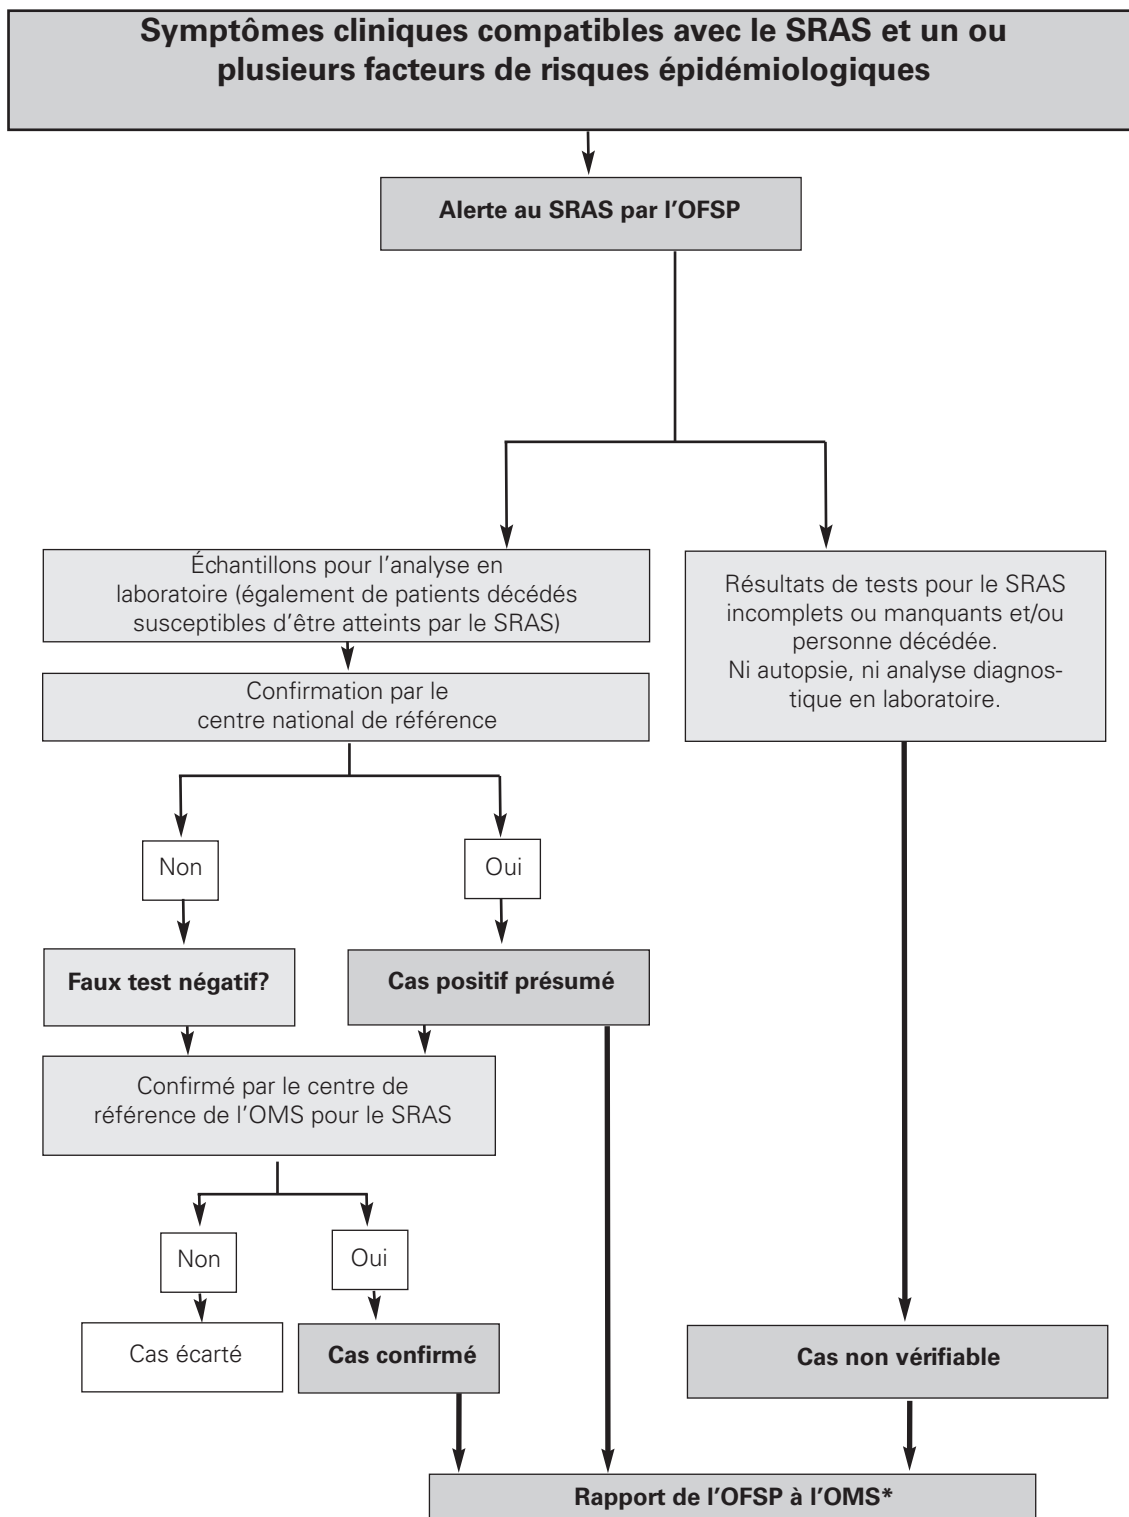 Symptômes cliniques compatibles avec le SRAS et un ou
plusieurs facteurs de risques épidémiologiques
Alerte au SRAS par l'OFSP
Échantillons pour l'analyse en
laboratoire (également de patients décédés
susceptibles d'être atteints par le SRAS)
Résultats de tests pour le SRAS
incomplets ou manquants et/ou
personne décédée.
Ni autopsie, ni analyse diagnos-
tique en laboratoire.
Confirmation par le
centre national de référence
Non
Oui
Faux test négatif?
Cas positif présumé
Confirmé par le centre de
référence de l'OMS pour le SRAS
Non
Oui
Cas écarté
Cas confirmé
Cas non vérifiable
Rapport de l'OFSP à l'OMS*